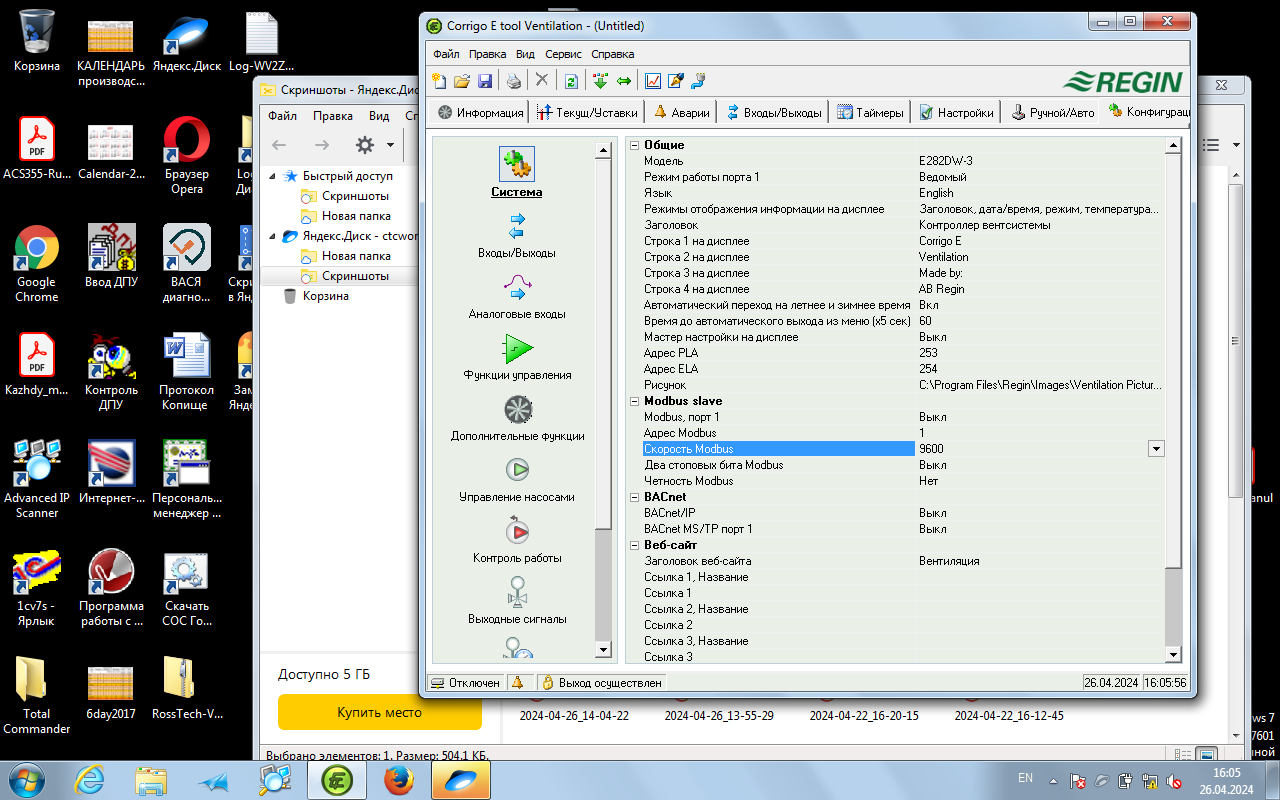 Корзина
КАЛЕНДАРЬ
производс...
Яндекс.Диск
Log-WV2Z...
ACS355-Ru...
Calendar-2...
Браузер
Opera
Google
Chrome
Ввод ДПУ
ВАСЯ
диагно...
Kazhdy_m...
Контроль
ДПУ
Протокол
Копище
Advanced IP
Scanner
Интернет-...
Персональ...
менеджер ...
1cv7s -
Ярлык
Программа
работы с ...
Скачать
СОС Го...
Total
Commander
6day2017
RossTech-V...
Скриншоты - Яндекс.Дис
Файл
Правка
Вид
Быстрый доступ
Скриншоты
Новая папка
Яндекс.Диск - ctcwor
Новая папка
Скриншоты
Корзина
Доступно 5 ГБ
Купить место
Выбрано элементов: 1. Размер: 504,1 КБ.
2024-04-26_14-04-22
2024-04-26_13-55-29
2024-04-22_16-20-15
2024-04-22_16-12-45
Corrigo E tool Ventilation - (Untitled)
Файл Правка Вид Сервис Справка
REGIN
Информация
Текущ/Уставки
Аварии
Входы/Выходы
Таймеры
Настройки
Ручной/Авто
Конфигурац
Система
Входы/Выходы
Аналоговые входы
Функции управления
Дополнительные функции
Управление насосами
Контроль работы
Выходные сигналы
Общие
Модель E282DW-3
Режим работы порта 1 Ведомый
Язык English
Режимы отображения информации на дисплее Заголовок, дата/время, режим, температура...
Заголовок Контроллер вентсистемы
Строка 1 на дисплее Corrigo E
Строка 2 на дисплее Ventilation
Строка 3 на дисплее Made by:
Строка 4 на дисплее AB Regin
Автоматический переход на летнее и зимнее время Вкл
Время до автоматического выхода из меню (x5 сек) 60
Мастер настройки на дисплее Выкл
Адрес PLA 253
Адрес ELA 254
Рисунок C:\Program Files\Regin\Images\Ventilation Pictur...
Modbus slave
Modbus, порт 1 Выкл
Адрес Modbus 1
Скорость Modbus 9600
Два стоповых бита Modbus Выкл
Четность Modbus Нет
BACnet
BACnet/IP Выкл
BACnet MS/TP порт 1 Выкл
Веб-сайт
Заголовок веб-сайта Вентиляция
Ссылка 1, Название
Ссылка 1
Ссылка 2, Название
Ссылка 2
Ссылка 3, Название
Ссылка 3
Отключен
Выход осуществлен
26.04.2024 16:05:56
anul
ws 7
7601
EN
16:05
26.04.2024